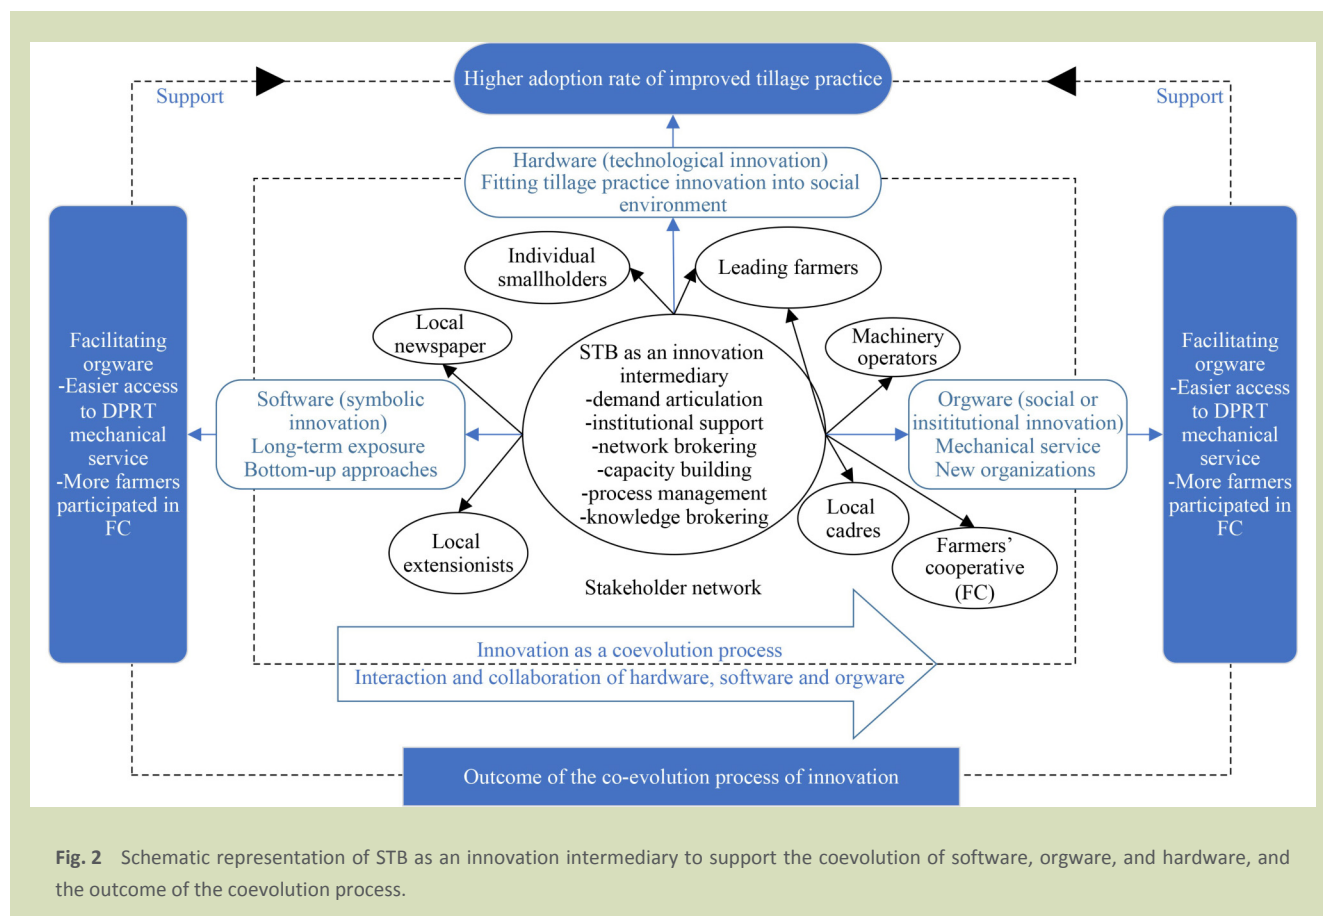 Higher adoption rate of improved tillage practice
Support
Support
Hardware (technological innovation)
Fitting tillage practice innovation into social
environment
Individual
smallholders
Leading farmers
Local
newspaper
Machinery
operators
Facilitating
orgware
-Easier access
to DPRT
mechanical
service
-More farmers
participated in
FC
Software (symbolic
innovation)
Long-term exposure
Bottom-up approaches
STB as an innovation
intermediary
-demand articulation
-institutional support
-network brokering
-capacity building
-process management
-knowledge brokering
Orgware (social or
insititutional innovation)
Mechanical service
New organizations
Facilitating
orgware
-Easier access
to DPRT
mechanical
service
-More farmers
participated in
FC
Local
extensionists
Local
cadres
Farmers’
cooperative
(FC)
Stakeholder network
Innovation as a coevolution process
Interaction and collaboration of hardware, software and orgware
Outcome of the co-evolution process of innovation
Fig. 2 Schematic representation of STB as an innovation intermediary to support the coevolution of software, orgware, and hardware, and
the outcome of the coevolution process.